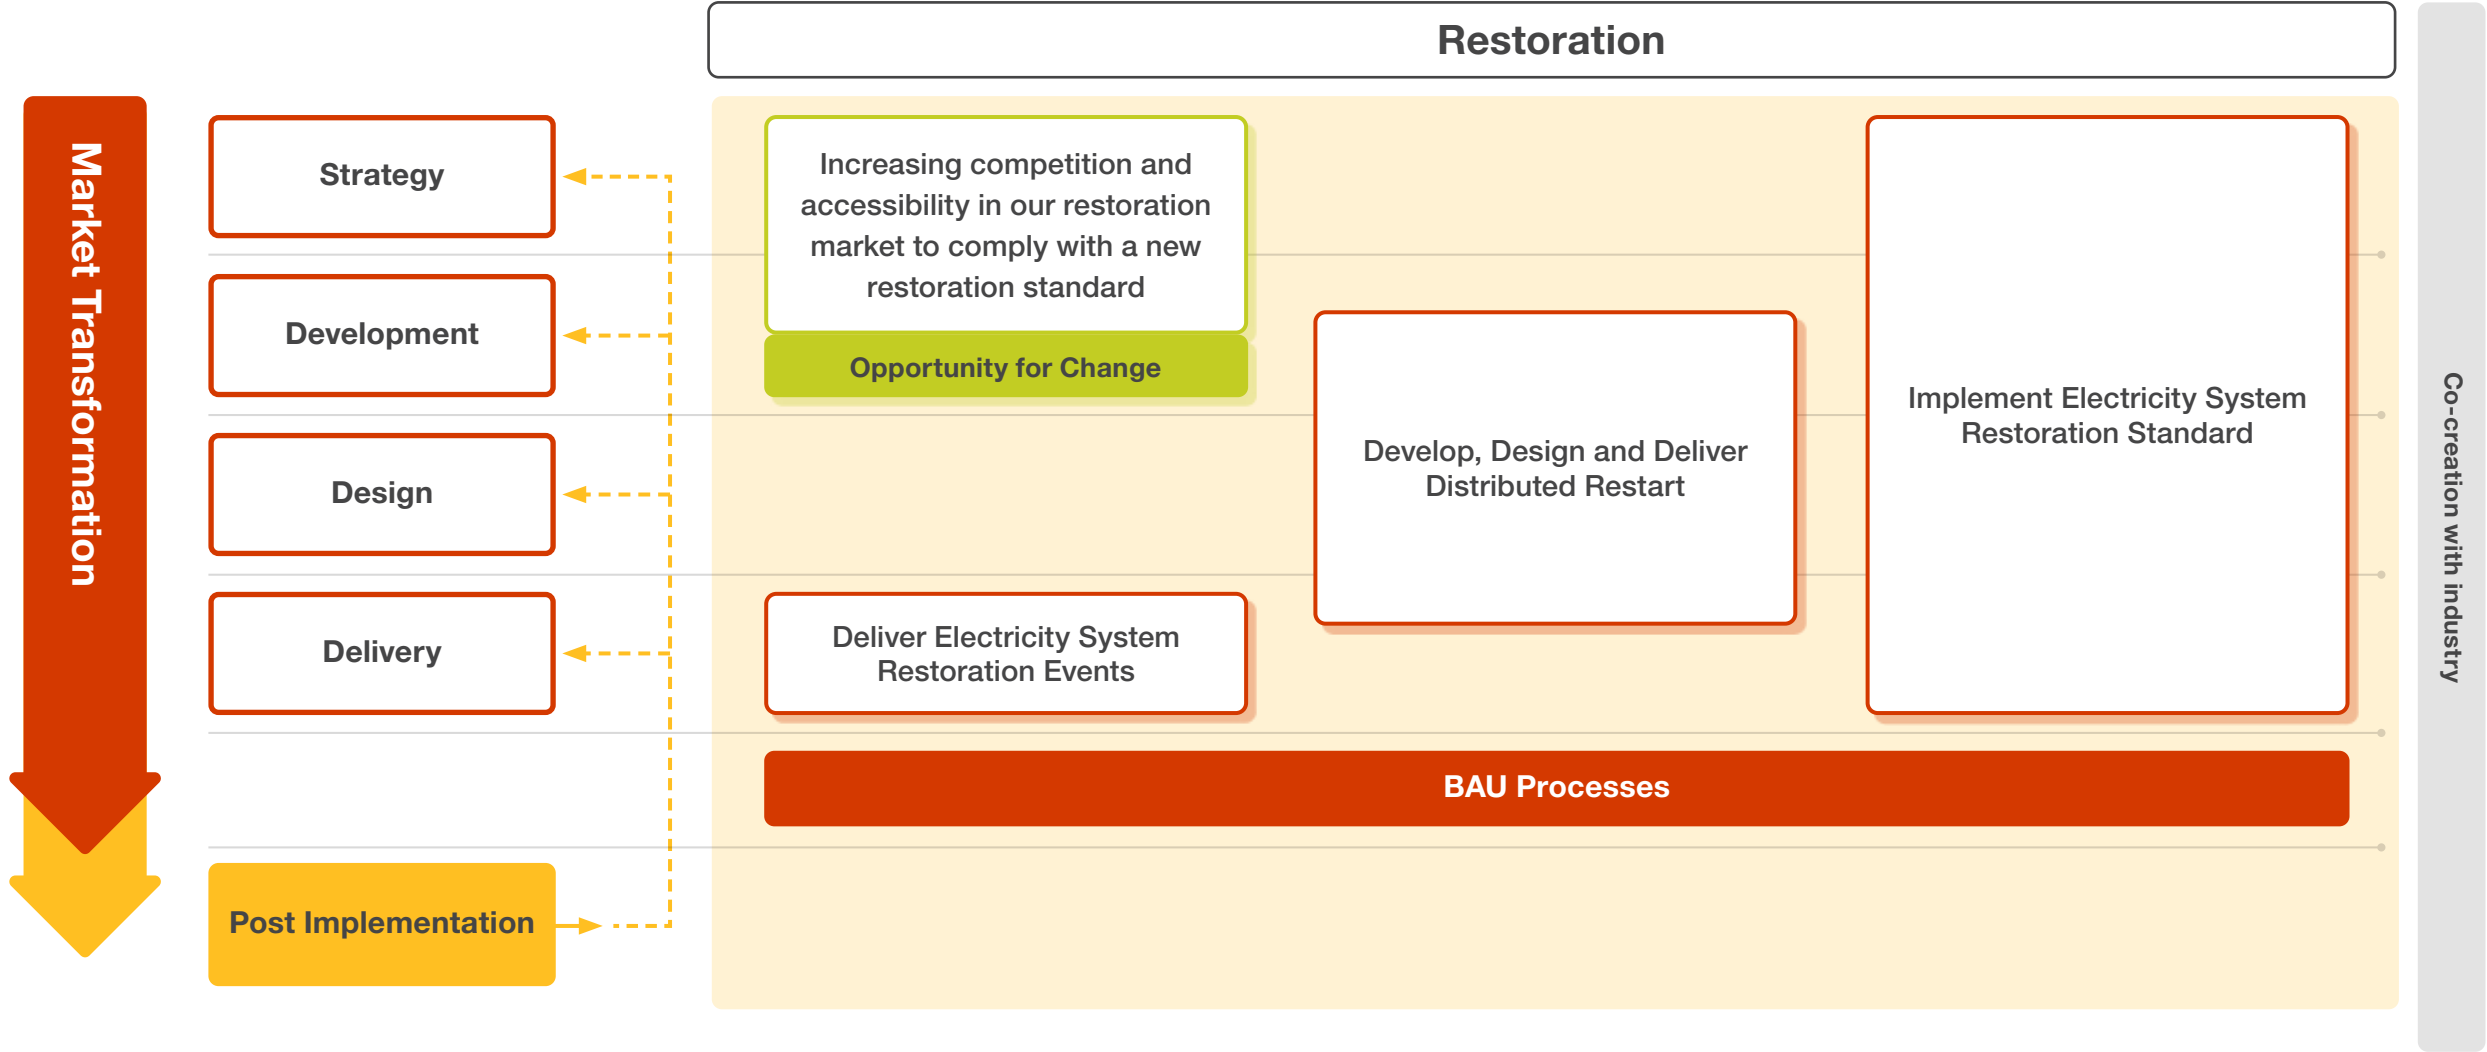 Restoration
Market Transformation
Strategy
Development
Design
Delivery
Post Implementation
Increasing competition and
accessibility in our restoration
market to comply with a new
restoration standard
Opportunity for Change
Deliver Electricity System
Restoration Events
Develop, Design and Deliver
Distributed Restart
Implement Electricity System
Restoration Standard
BAU Processes
Co-creation with industry